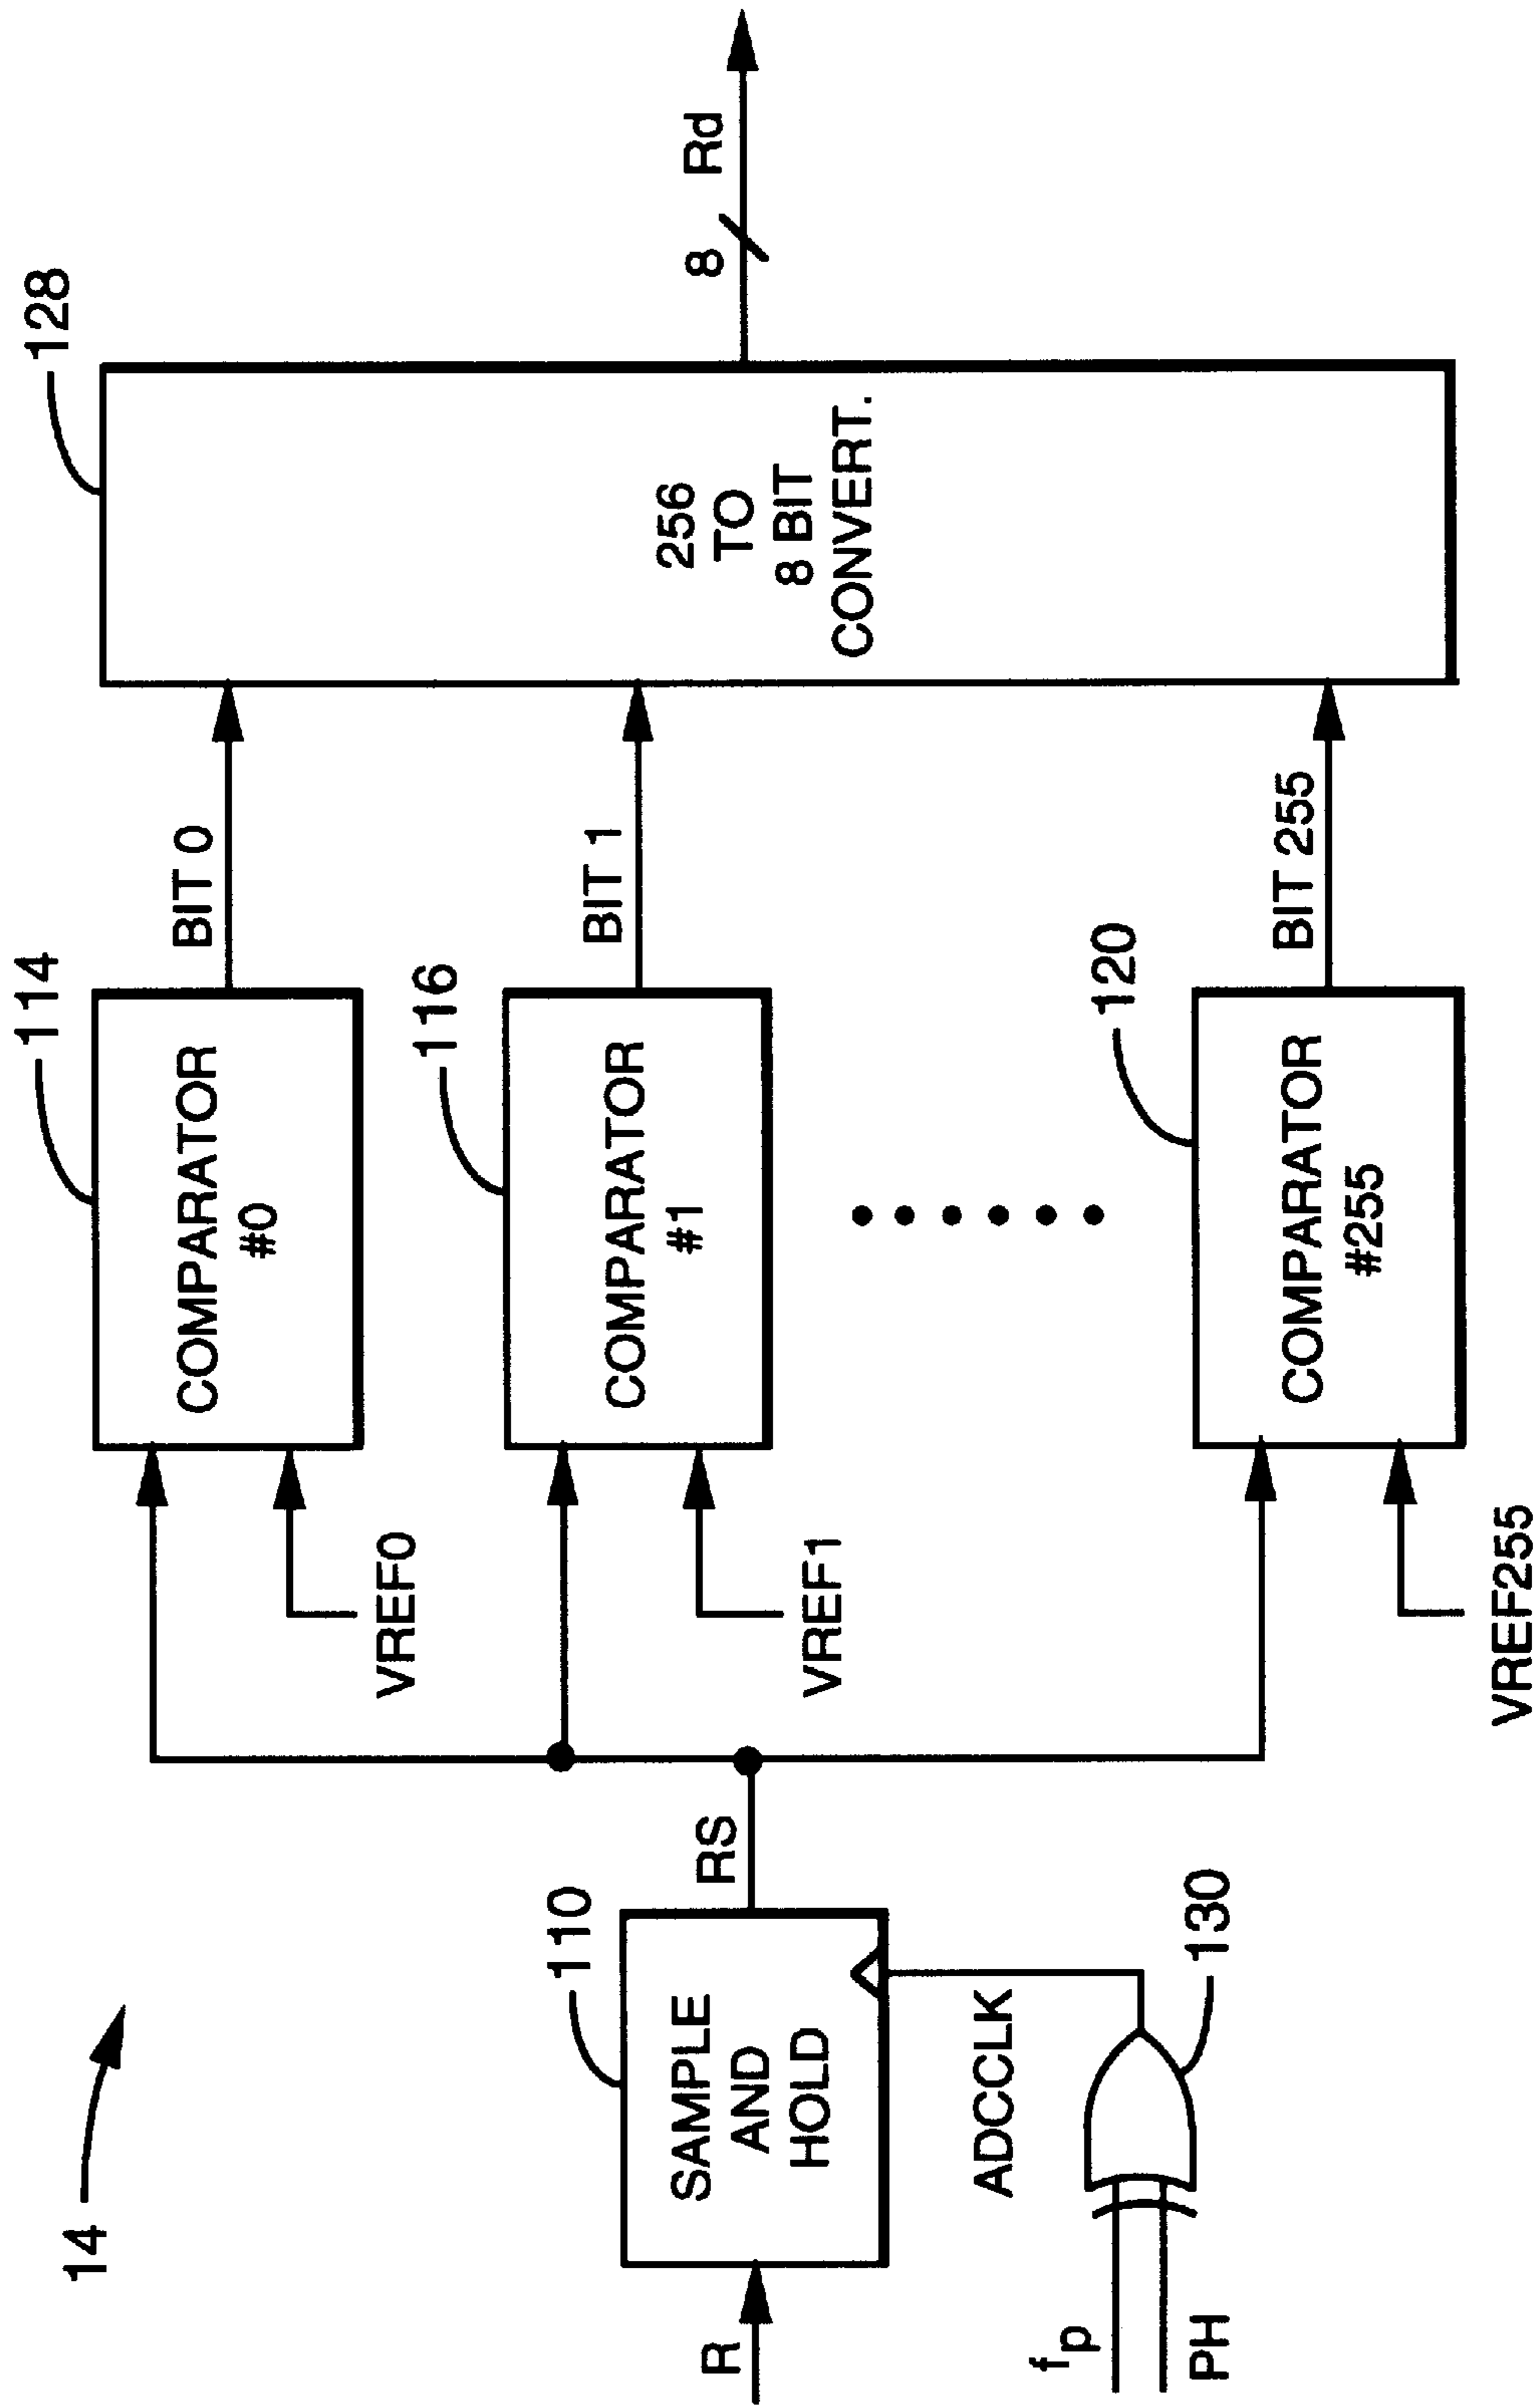 14
R
SAMPLE
AND
HOLD
110
RS
fp
PH
130
ADCCLK
114
COMPARATOR
#0
VREF0
BIT 0
116
COMPARATOR
#1
VREF1
BIT 1
120
COMPARATOR
#255
VREF255
BIT 255
128
256
TO
8 BIT
CONVERT.
8
Rd